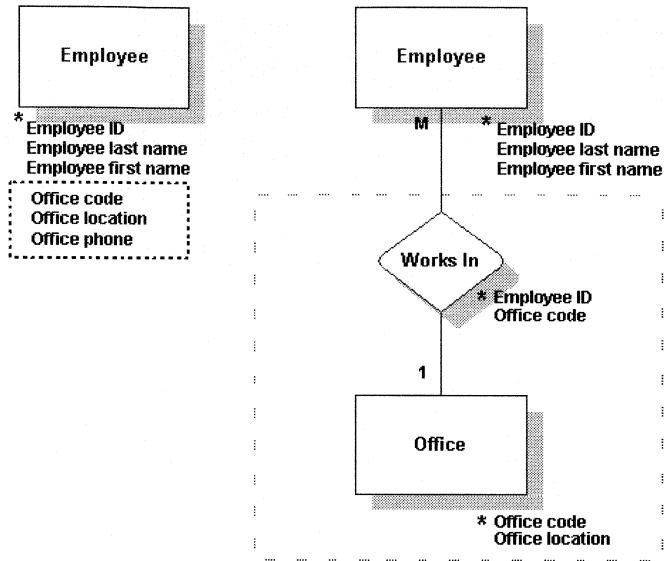 Employee
* Employee ID
Employee last name
Employee first name
Office code
Office location
Office phone
Employee
M
* Employee ID
Employee last name
Employee first name
Works In
* Employee ID
Office code
1
Office
* Office code
Office location